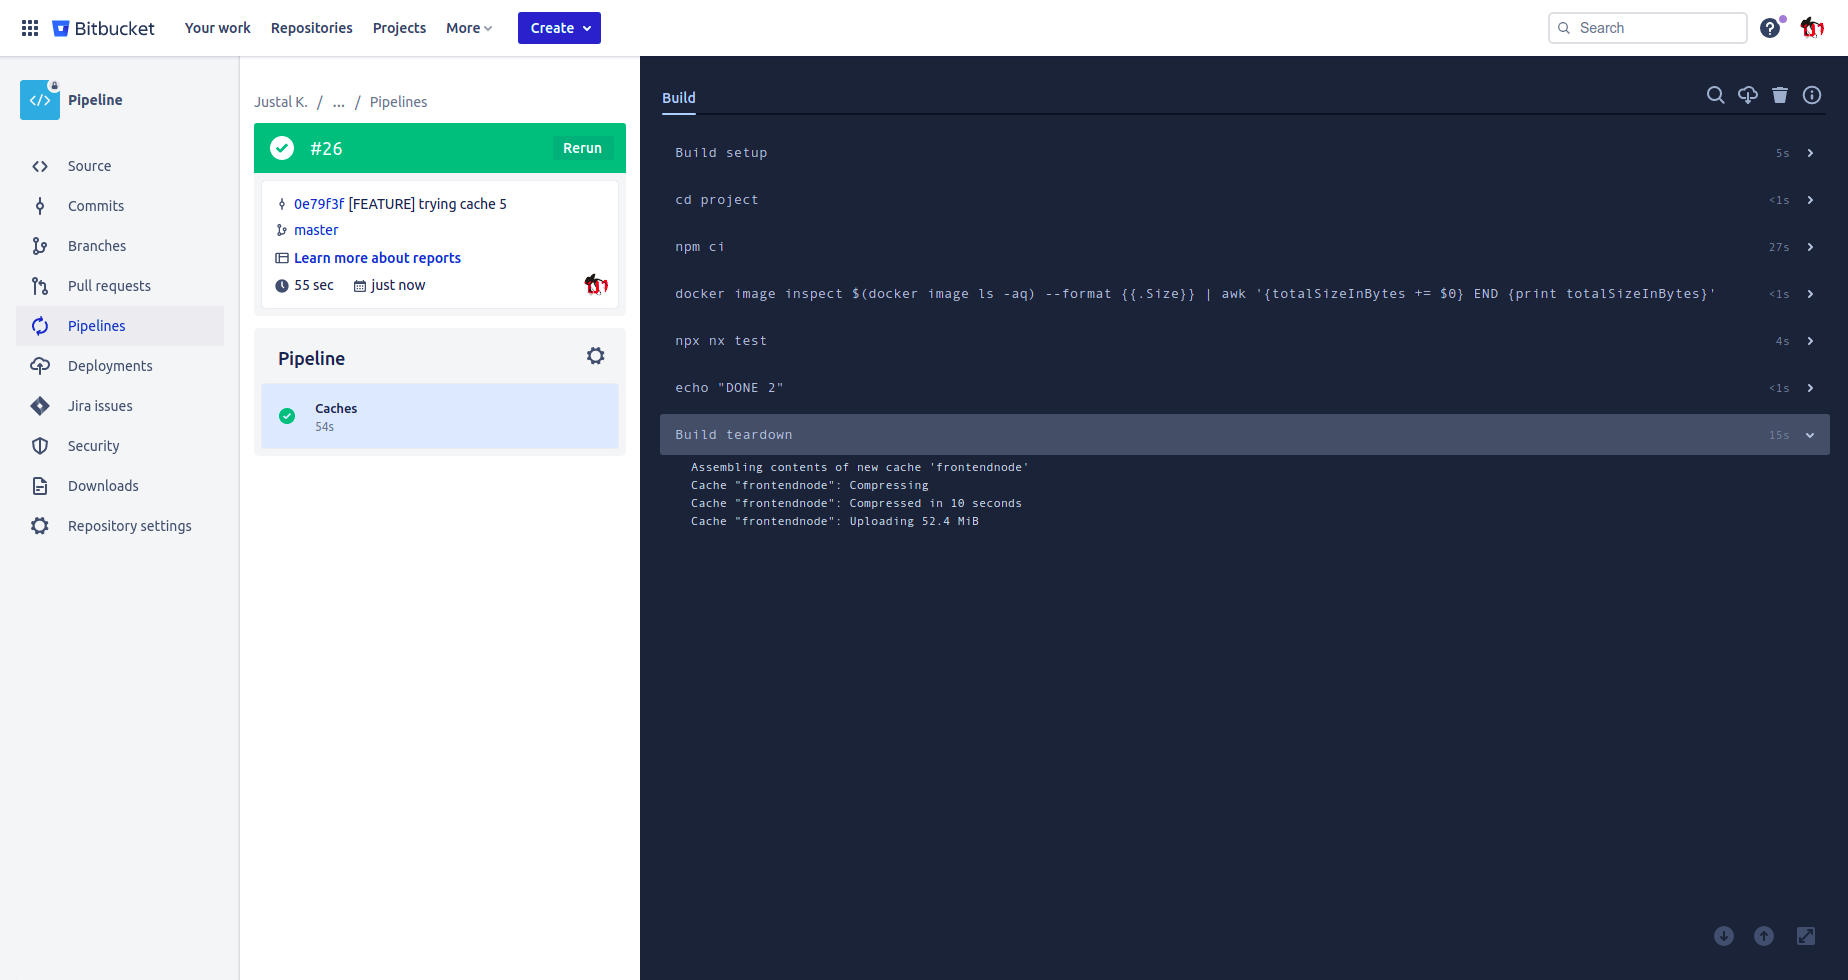 Bitbucket
Your work
Repositories
Projects
More
Create
Search
Pipeline
Source
Commits
Branches
Pull requests
Pipelines
Deployments
Jira issues
Security
Downloads
Repository settings
Justal K. / ... / Pipelines
#26
Rerun
0e79f3f [FEATURE] trying cache 5
master
Learn more about reports
55 sec just now
Pipeline
Caches
54s
Build
Build setup 5s
cd project <1s
npm ci 27s
docker image inspect $(docker image ls -aq) --format {{.Size}} | awk '{totalSizeInBytes += $0} END {print totalSizeInBytes}' <1s
npx nx test 4s
echo "DONE 2" <1s
Build teardown 15s
Assembling contents of new cache 'frontendnode'
Cache "frontendnode": Compressing
Cache "frontendnode": Compressed in 10 seconds
Cache "frontendnode": Uploading 52.4 MiB